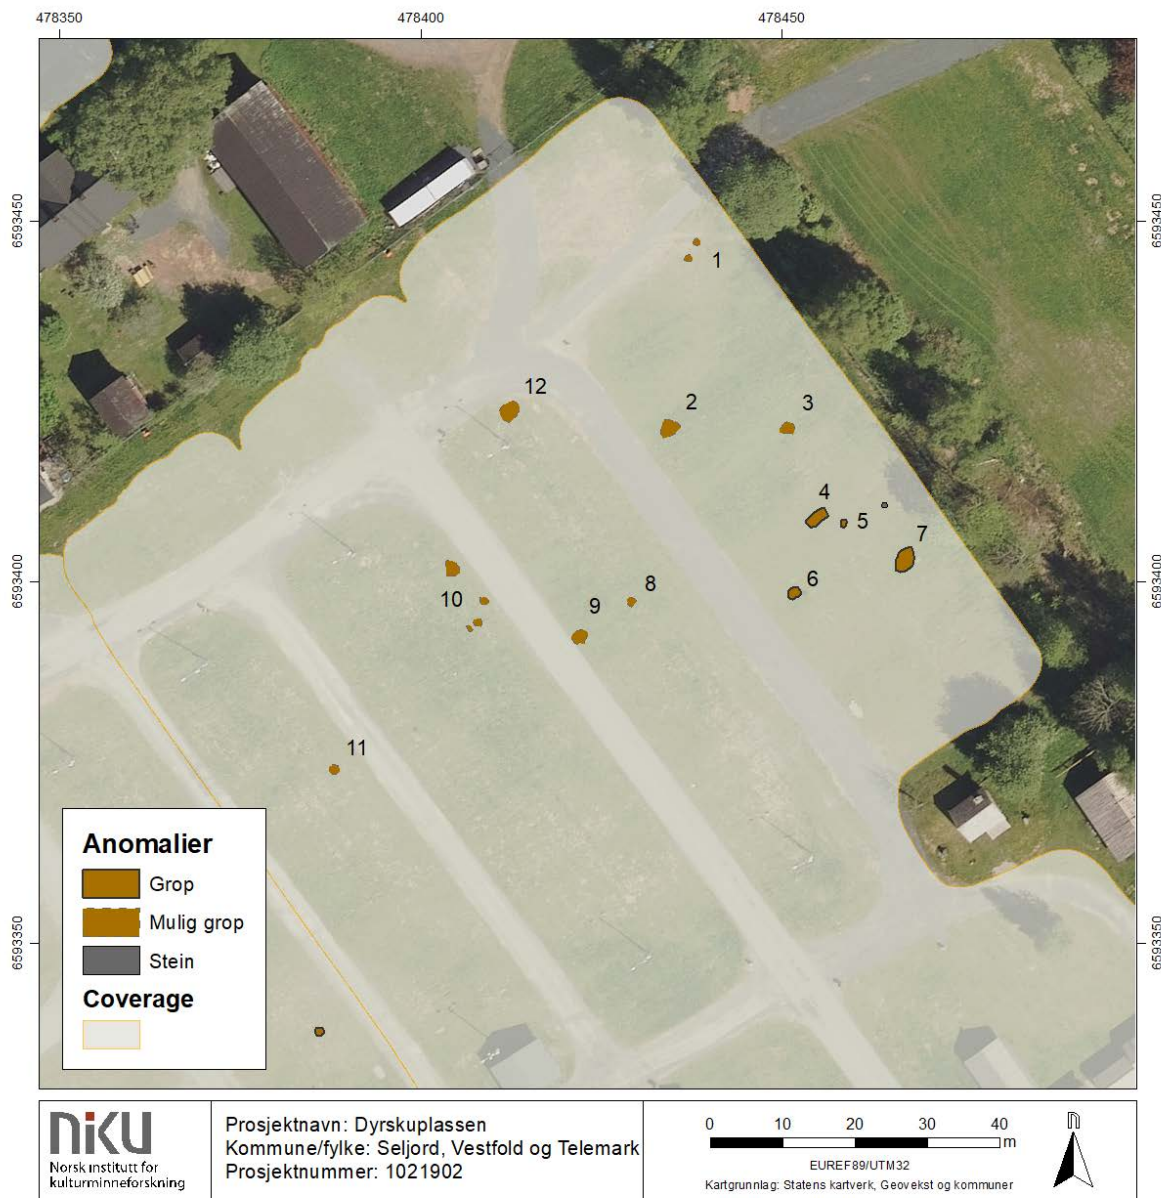 478350
478400
478450
6593450
6593450
1
12
2
3
4
5
7
6
6593400
6593400
10
8
9
11
Anomalier
Grop
Mulig grop
Stein
Coverage
6593350
6593350
niku
Norsk institutt for
kulturminneforskning
Prosjektnavn: Dyrskuplassen
Kommune/fylke: Seljord, Vestfold og Telemark
Prosjektnummer: 1021902
0 10 20 30 40
m
EUREF89/UTM32
Kartgrunnlag: Statens kartverk, Geovekst og kommuner
n